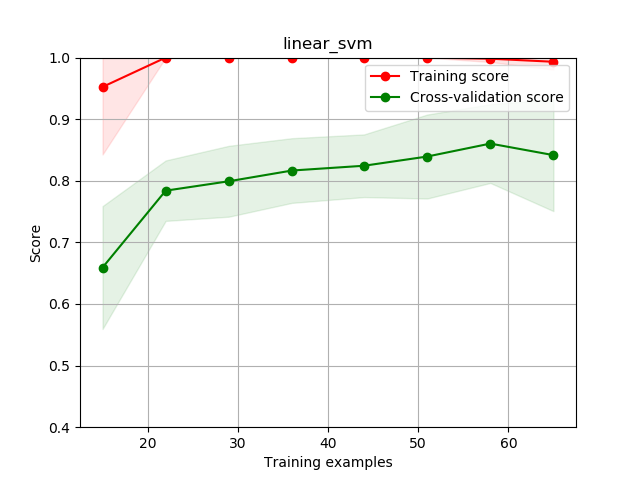 linear_svm
1.0
0.9
0.8
0.7
0.6
0.5
0.4
Score
Training score
Cross-validation score
20 30 40 50 60
Training examples